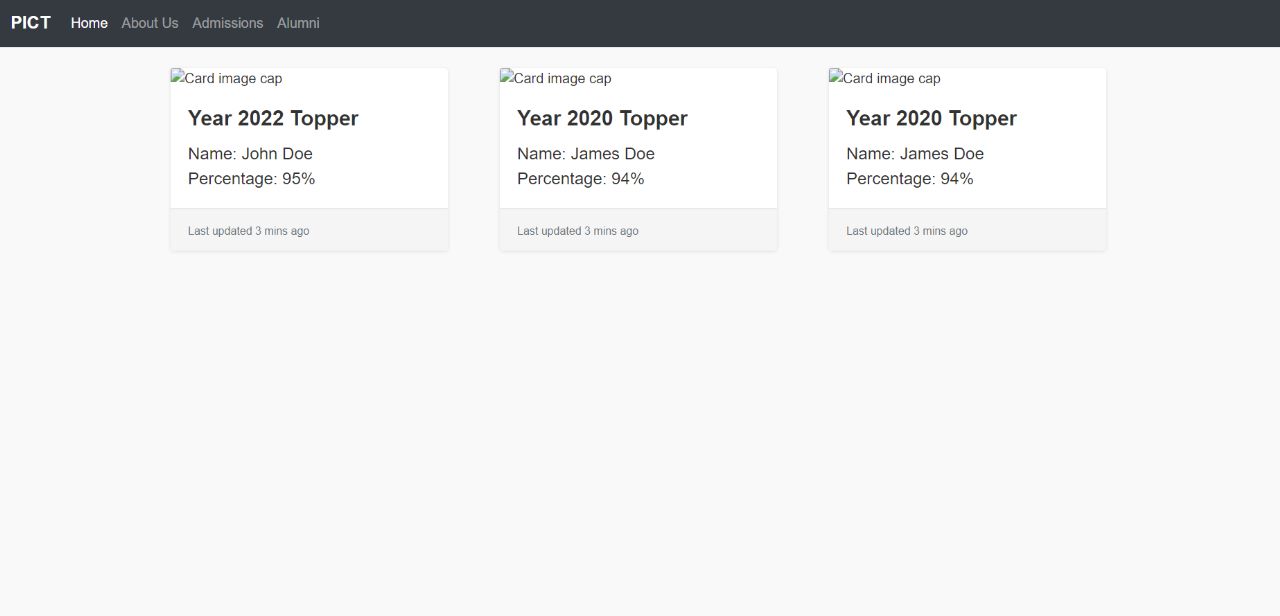 PICT Home About Us Admissions Alumni
Card image cap
Year 2022 Topper
Name: John Doe
Percentage: 95%
Last updated 3 mins ago
Card image cap
Year 2020 Topper
Name: James Doe
Percentage: 94%
Last updated 3 mins ago
Card image cap
Year 2020 Topper
Name: James Doe
Percentage: 94%
Last updated 3 mins ago